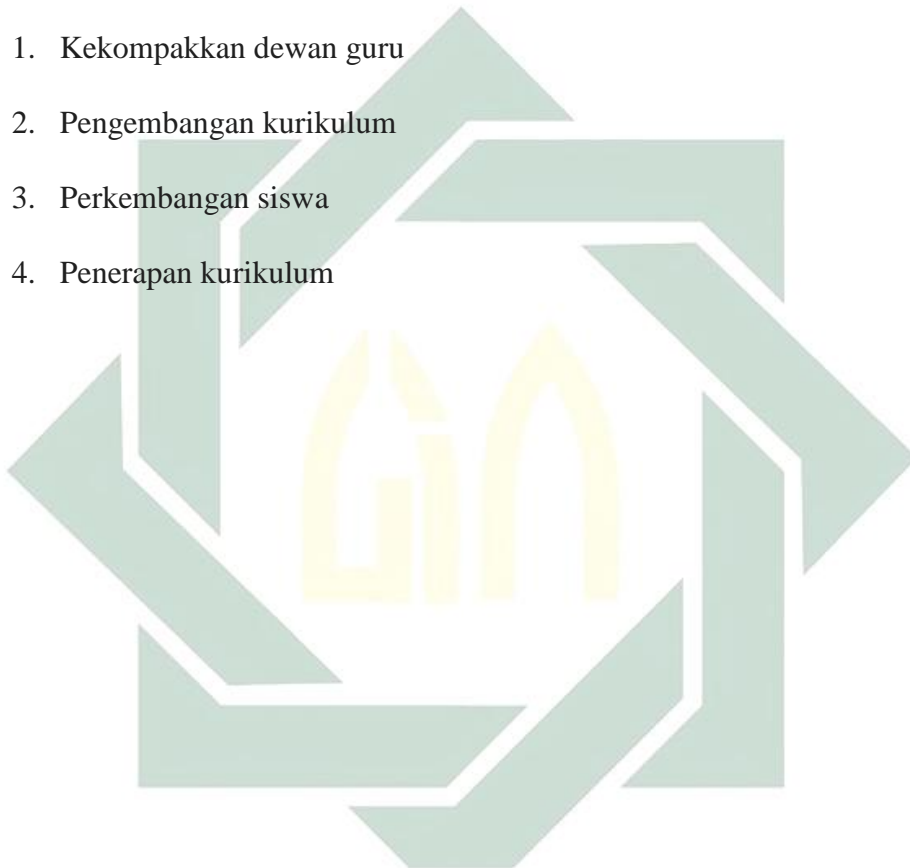 1. Kekompakkan dewan guru
2. Pengembangan kurikulum
3. Perkembangan siswa
4. Penerapan kurikulum